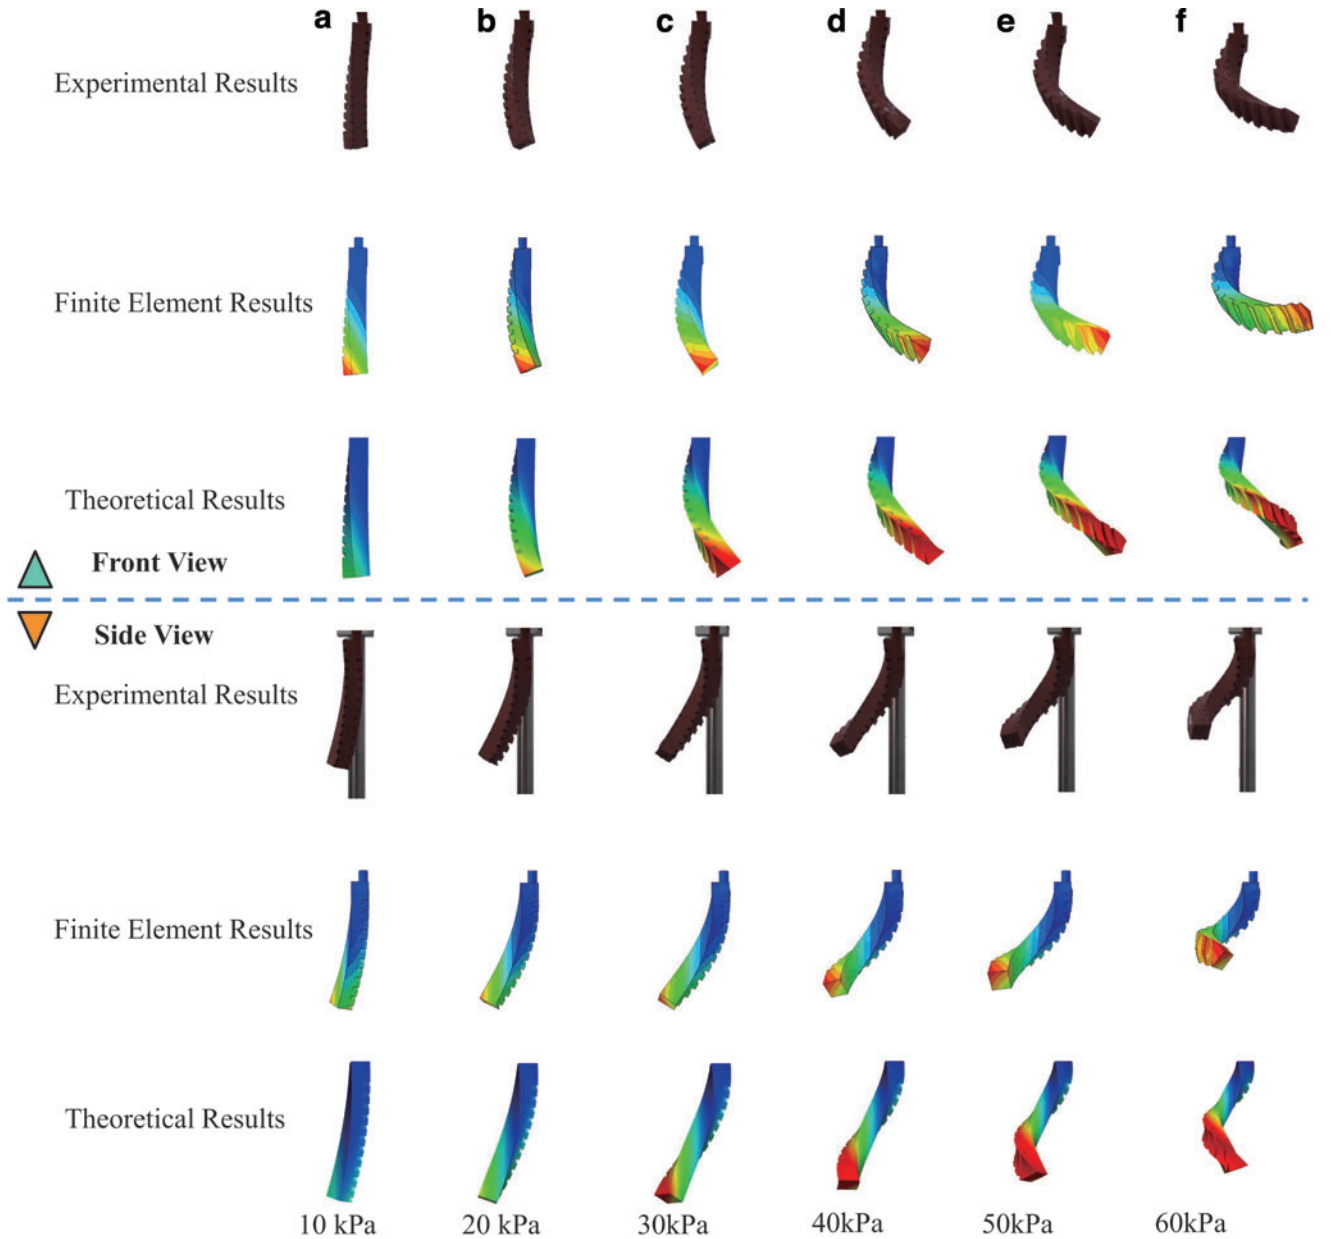 a b c d e f
Experimental Results
Finite Element Results
Theoretical Results
Front View
Side View
Experimental Results
Finite Element Results
Theoretical Results
10 kPa 20 kPa 30kPa 40kPa 50kPa 60kPa